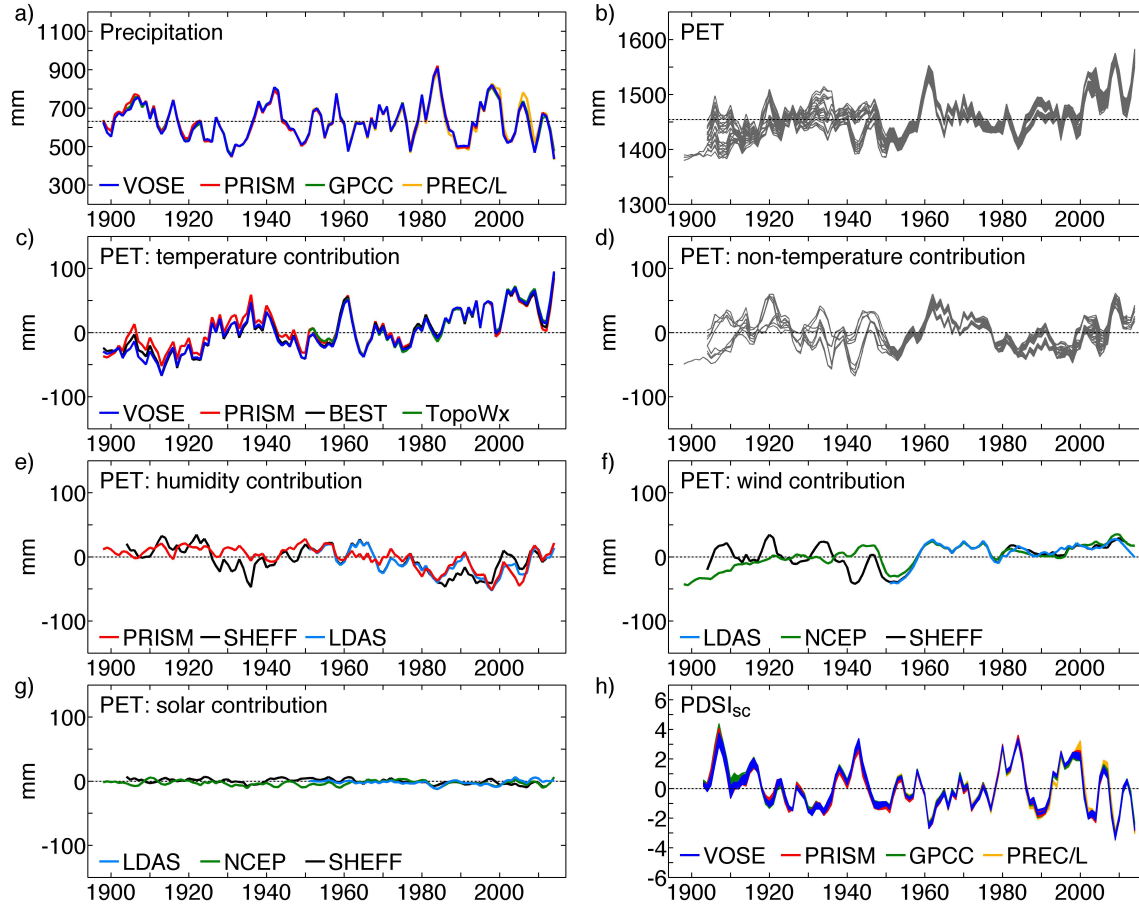 a)
Precipitation
1100
900
700
500
300
mm
VOSE PRISM GPCC PREC/L
1900 1920 1940 1960 1980 2000
b)
PET
1600
1500
1400
1300
mm
1900 1920 1940 1960 1980 2000
c)
PET: temperature contribution
100
0
-100
mm
VOSE PRISM BEST TopoWx
1900 1920 1940 1960 1980 2000
d)
PET: non-temperature contribution
100
0
-100
1900 1920 1940 1960 1980 2000
e)
PET: humidity contribution
100
0
-100
mm
PRISM SHEFF LDAS
1900 1920 1940 1960 1980 2000
f)
PET: wind contribution
100
0
-100
LDAS NCEP SHEFF
1900 1920 1940 1960 1980 2000
g)
PET: solar contribution
100
0
-100
mm
LDAS NCEP SHEFF
1900 1920 1940 1960 1980 2000
h)
PDSIsc
6
4
2
0
-2
-4
-6
VOSE PRISM GPCC PREC/L
1900 1920 1940 1960 1980 2000